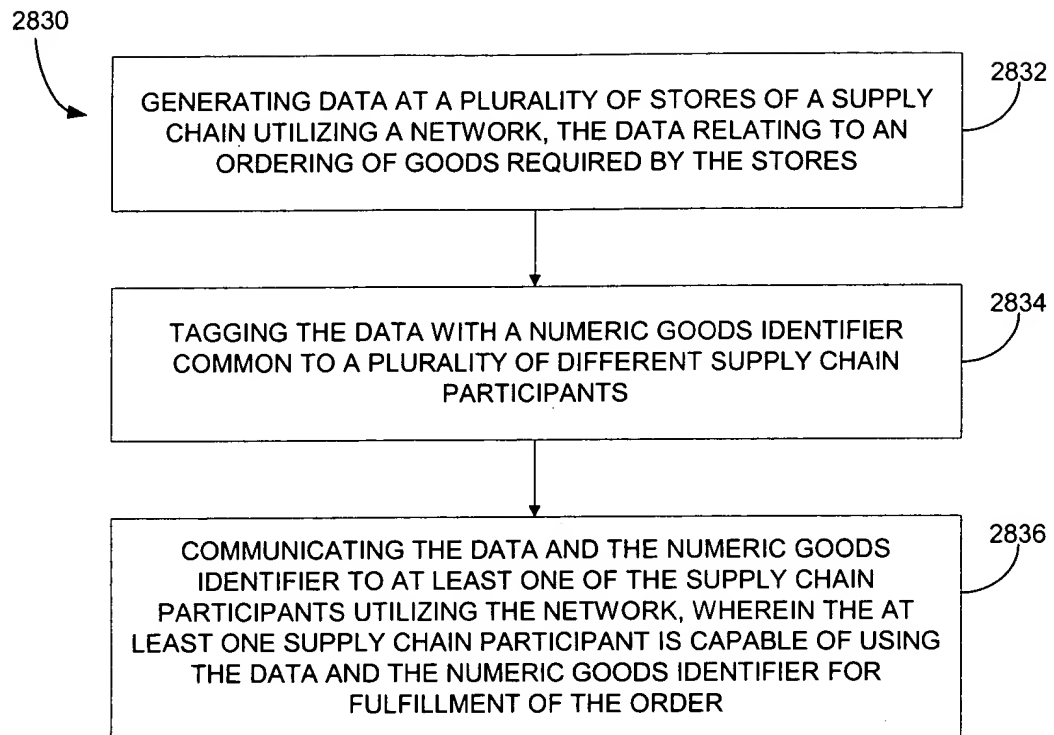 2830
2832
GENERATING DATA AT A PLURALITY OF STORES OF A SUPPLY
CHAIN UTILIZING A NETWORK, THE DATA RELATING TO AN
ORDERING OF GOODS REQUIRED BY THE STORES
2834
TAGGING THE DATA WITH A NUMERIC GOODS IDENTIFIER
COMMON TO A PLURALITY OF DIFFERENT SUPPLY CHAIN
PARTICIPANTS
2836
COMMUNICATING THE DATA AND THE NUMERIC GOODS
IDENTIFIER TO AT LEAST ONE OF THE SUPPLY CHAIN
PARTICIPANTS UTILIZING THE NETWORK, WHEREIN THE AT
LEAST ONE SUPPLY CHAIN PARTICIPANT IS CAPABLE OF USING
THE DATA AND THE NUMERIC GOODS IDENTIFIER FOR
FULFILLMENT OF THE ORDER